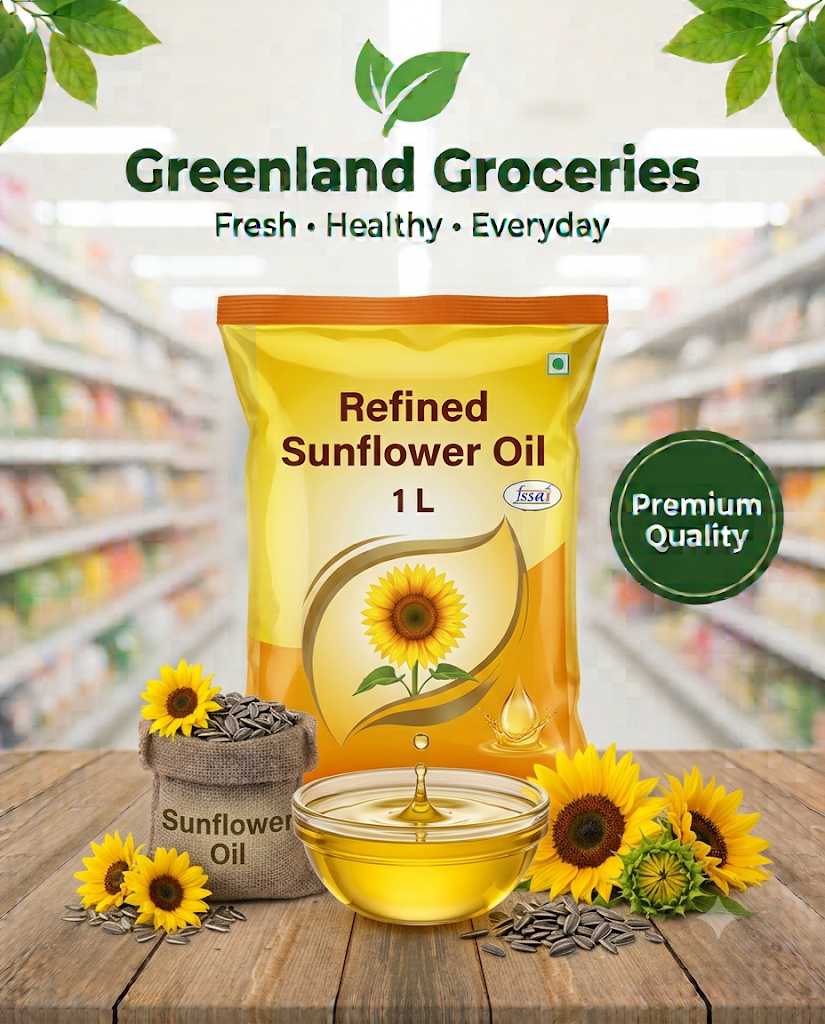 Greenland Groceries
Fresh • Healthy • Everyday
Refined
Sunflower Oil
1 L
fssai
Premium
Quality
Sunflower
Oil